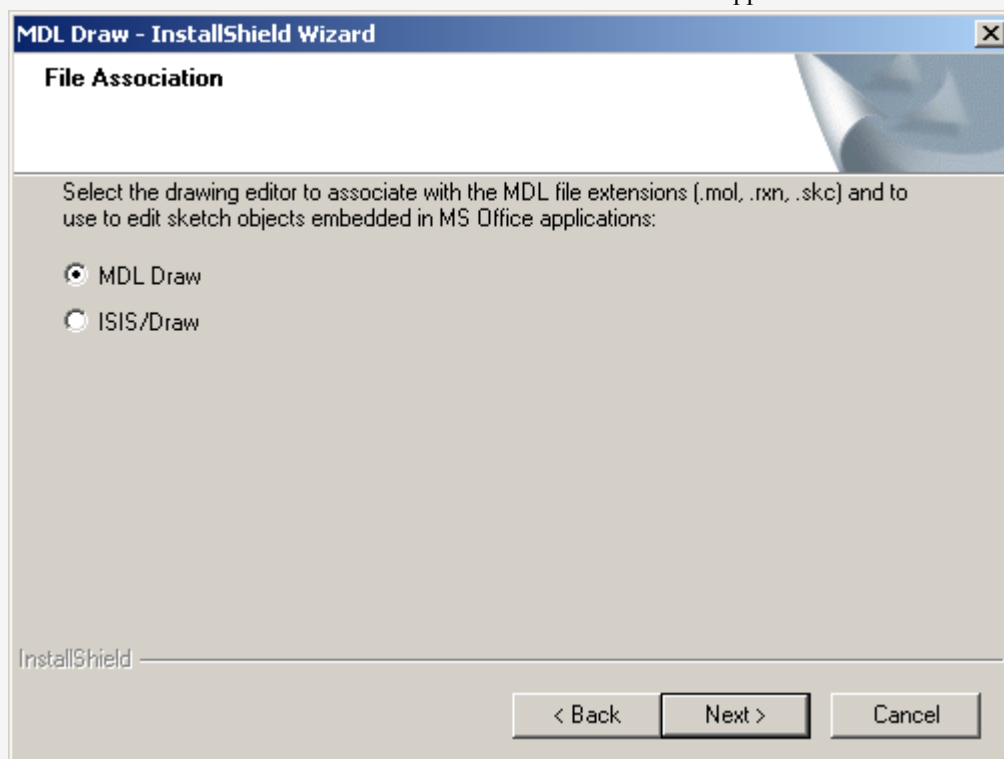 MDL Draw - InstallShield Wizard
File Association
Select the drawing editor to associate with the MDL file extensions (.mol, .rxn, .skc) and to
use to edit sketch objects embedded in MS Office applications:
MDL Draw
ISIS/Draw
InstallShield
< Back Next > Cancel